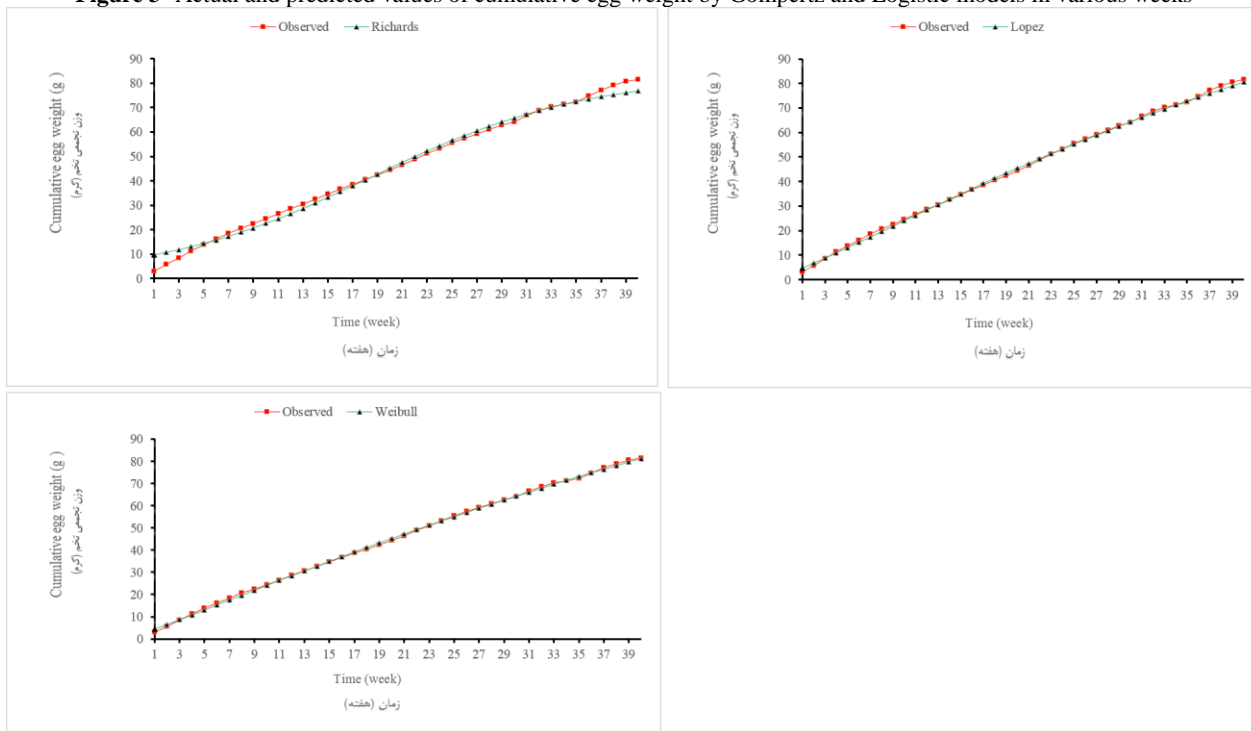 Figure 3- Actual and predicted values of cumulative egg weight by Gompertz and Logistic models in various weeks
Observed Richards
Cumulative egg weight (g)
وزن تجمعی تخم (گرم)
90
80
70
60
50
40
30
20
10
0
1 3 5 7 9 11 13 15 17 19 21 23 25 27 29 31 33 35 37 39
Time (week)
زمان (هفته)
Observed Lopez
Cumulative egg weight (g)
وزن تجمعی تخم (گرم)
90
80
70
60
50
40
30
20
10
0
1 3 5 7 9 11 13 15 17 19 21 23 25 27 29 31 33 35 37 39
Time (week)
زمان (هفته)
Observed Weibull
Cumulative egg weight (g)
وزن تجمعی تخم (گرم)
90
80
70
60
50
40
30
20
10
0
1 3 5 7 9 11 13 15 17 19 21 23 25 27 29 31 33 35 37 39
Time (week)
زمان (هفته)